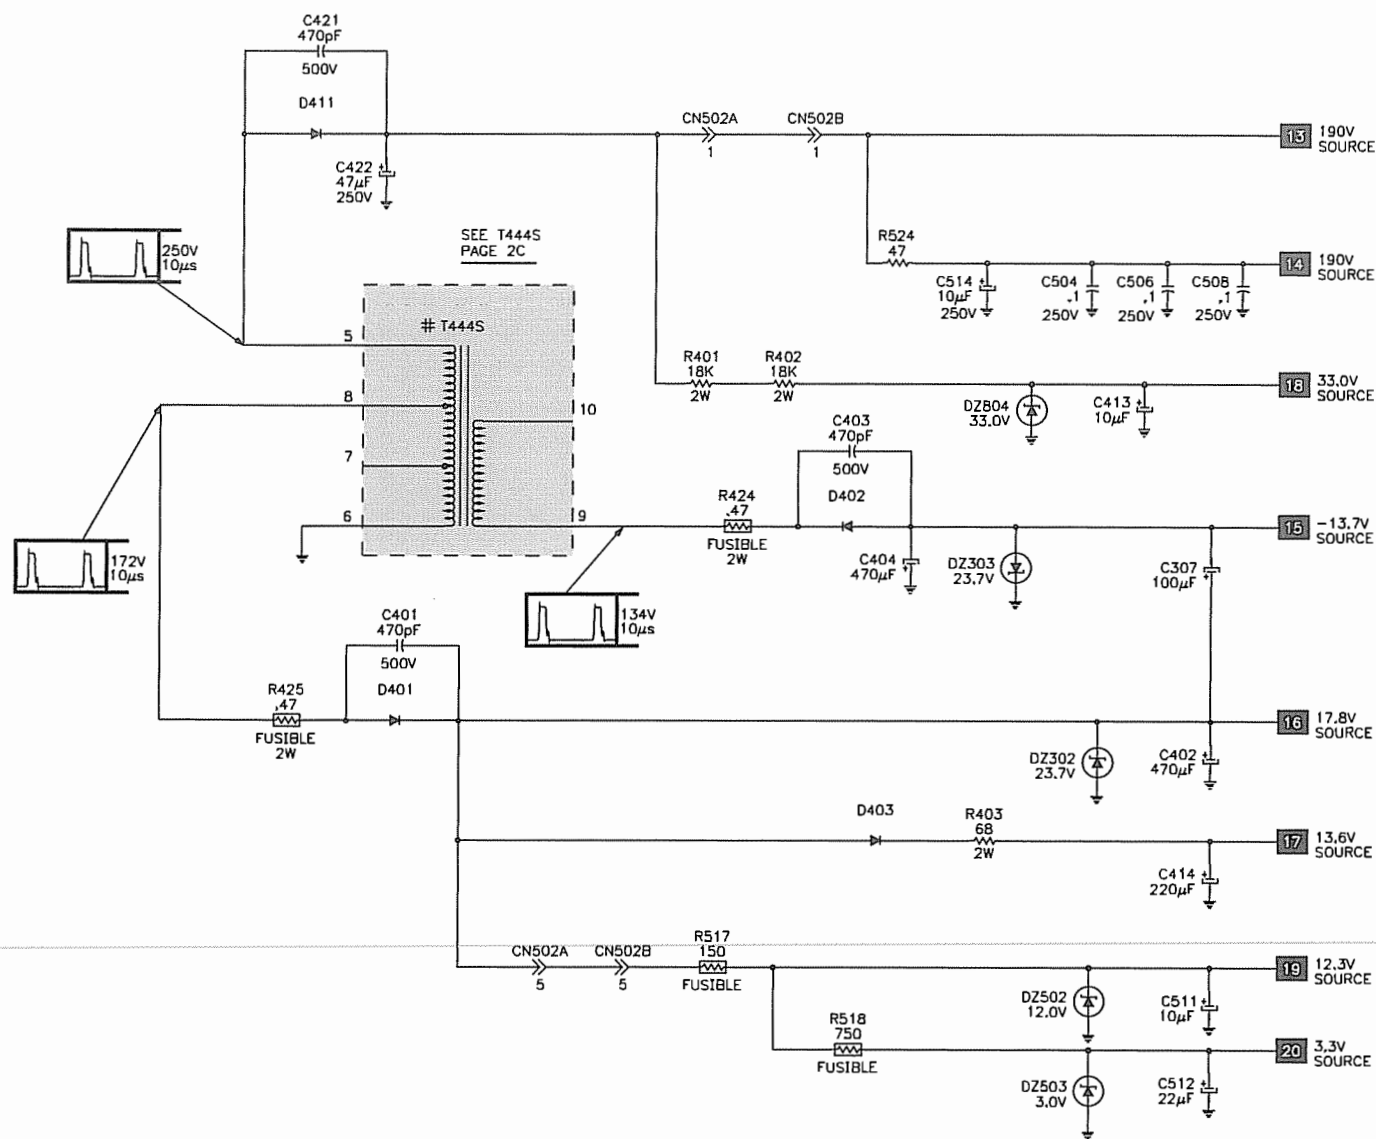 C421
470pF
500V
D411
C422
47µF
250V
CN502A
1
CN502B
1
13
190V
SOURCE
250V
10µs
SEE T444S
PAGE 2C
R524
47
C514
10µF
250V
C504
.1
250V
C506
.1
250V
C508
.1
250V
14
190V
SOURCE
# T444S
5
8
7
6
10
9
R401
18K
2W
R402
18K
2W
DZ804
33.0V
C413
10µF
18
33.0V
SOURCE
C403
470pF
500V
D402
R424
.47
FUSIBLE
2W
C404
470µF
DZ303
23.7V
C307
100µF
15
-13.7V
SOURCE
172V
10µs
134V
10µs
C401
470pF
500V
D401
R425
.47
FUSIBLE
2W
DZ302
23.7V
C402
470µF
16
17.8V
SOURCE
D403
R403
68
2W
C414
220µF
17
13.6V
SOURCE
CN502A
5
CN502B
5
R517
150
FUSIBLE
DZ502
12.0V
C511
10µF
19
12.3V
SOURCE
R518
750
FUSIBLE
DZ503
3.0V
C512
22µF
20
3.3V
SOURCE